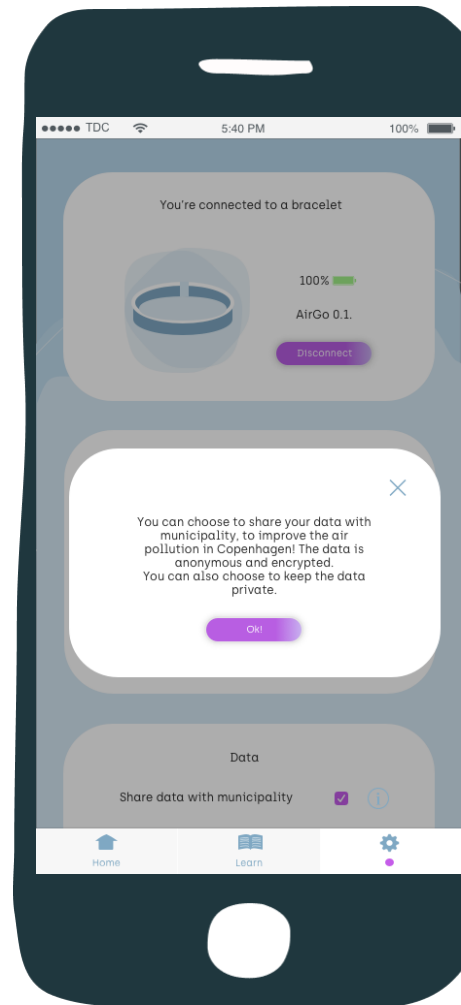 TDC 5:40 PM 100%
You're connected to a bracelet
100%
AirGo 0.1.
Disconnect
You can choose to share your data with
municipality, to improve the air
pollution in Copenhagen! The data is
anonymous and encrypted.
You can also choose to keep the data
private.
Ok!
Data
Share data with municipality
i
Home
Learn